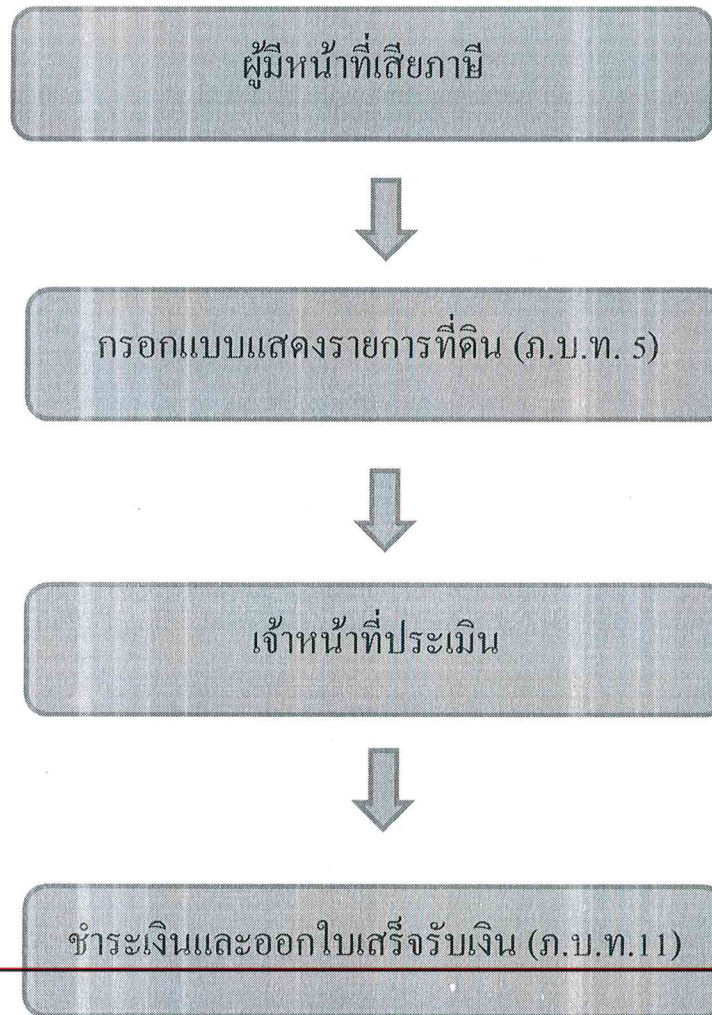 ผู้มีหน้าที่เสียภาษี
กรอกแบบแสดงรายการที่ดิน (ภ.บ.ท. 5)
เจ้าหน้าที่ประเมิน
ชำระเงินและออกใบเสร็จรับเงิน (ภ.บ.ท.11)